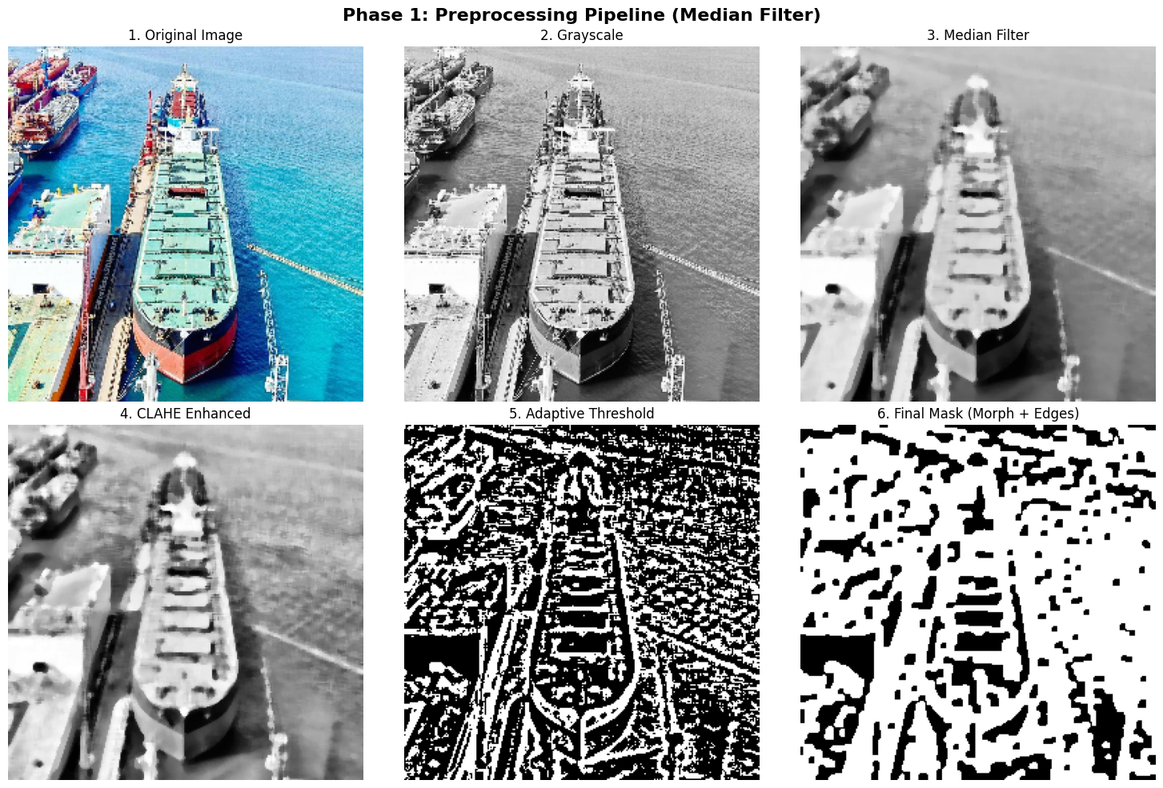 Phase 1: Preprocessing Pipeline (Median Filter)
1. Original Image
2. Grayscale
3. Median Filter
4. CLAHE Enhanced
5. Adaptive Threshold
6. Final Mask (Morph + Edges)